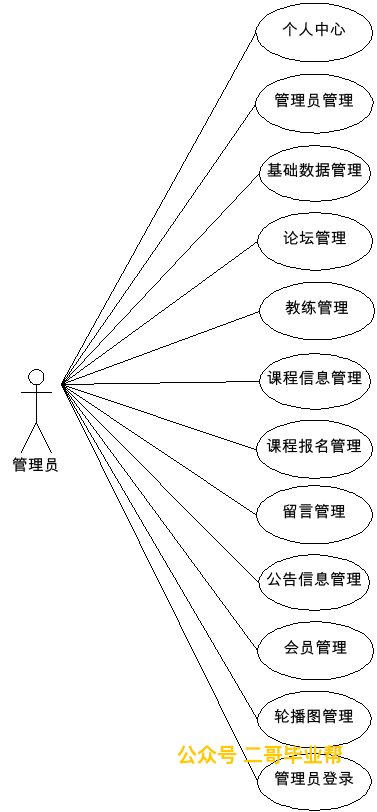 个人中心
管理员管理
基础数据管理
论坛管理
教练管理
课程信息管理
管理员
课程报名管理
留言管理
公告信息管理
会员管理
轮播图管理
公众号 二哥毕业帮
管理员登录